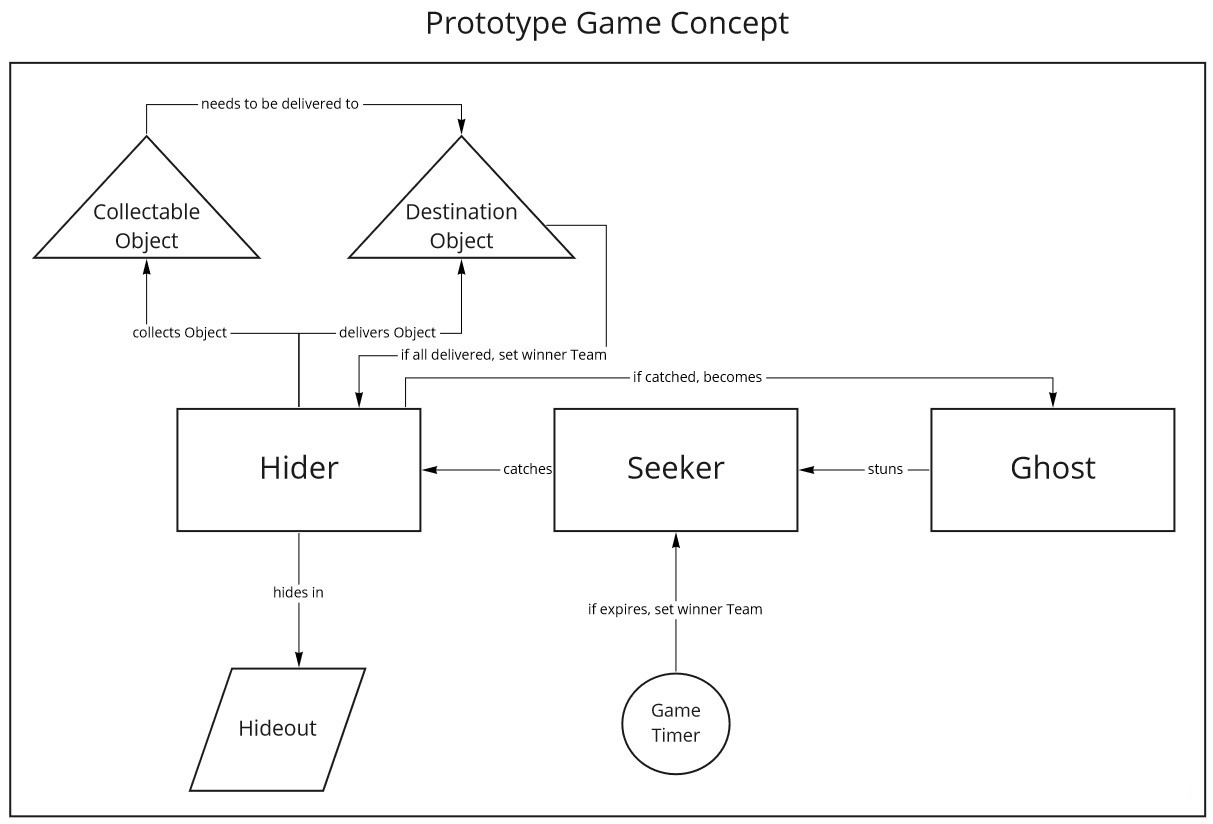 Prototype Game Concept
needs to be delivered to
Collectable
Object
Destination
Object
collects Object
delivers Object
if all delivered, set winner Team
if catched, becomes
Hider
catches
Seeker
stuns
Ghost
hides in
if expires, set winner Team
Hideout
Game
Timer